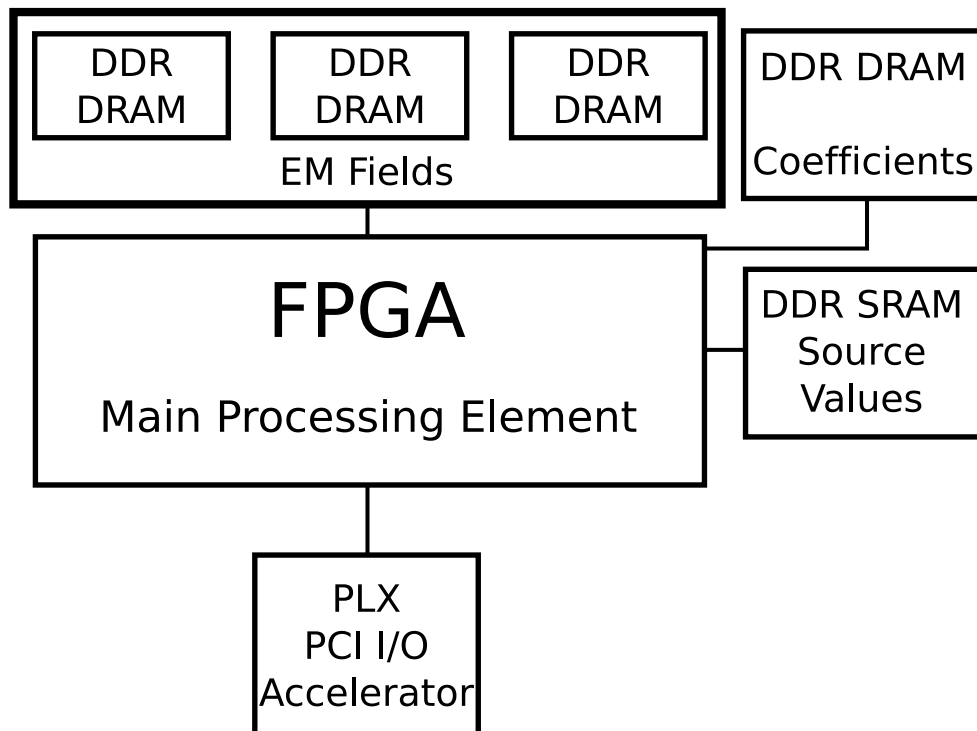 DDR
DRAM
DDR
DRAM
DDR
DRAM
EM Fields
DDR DRAM
Coefficients
FPGA
Main Processing Element
DDR SRAM
Source
Values
PLX
PCI I/O
Accelerator